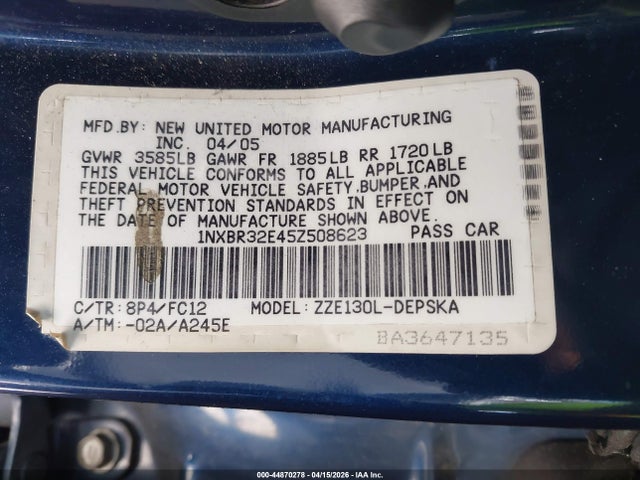 MFD.BY: NEW UNITED MOTOR MANUFACTURING
INC. 04/05
GVWR 3585LB GAWR FR 1885LB RR 1720LB
THIS VEHICLE CONFORMS TO ALL APPLICABLE
FEDERAL MOTOR VEHICLE SAFETY,BUMPER,AND
THEFT PREVENTION STANDARDS IN EFFECT ON
THE DATE OF MANUFACTURE SHOWN ABOVE.
1NXBR32E45Z508623 PASS CAR
C/TR: 8P4/FC12 MODEL: ZZE130L-DEPSKA
A/TM: -02A/A245E
BA3647135
000-44870278 - 04/15/2026 - IAA Inc.